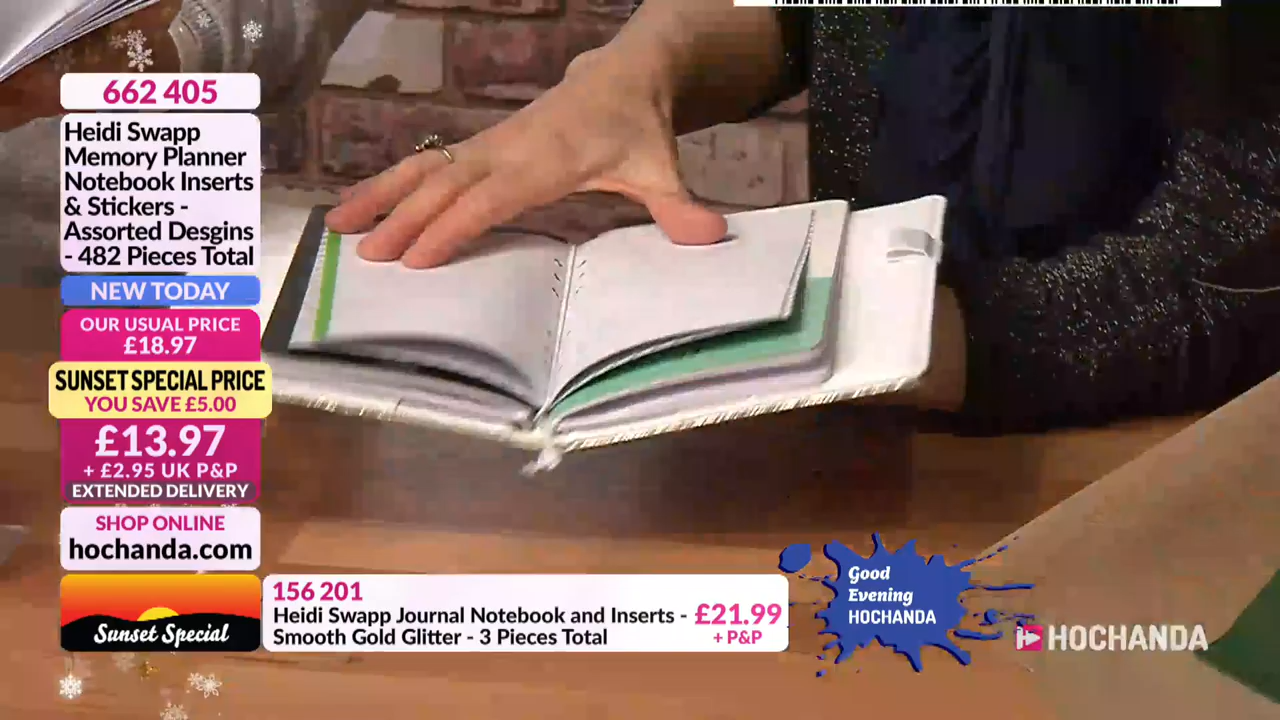 662 405
Heidi Swapp
Memory Planner
Notebook Inserts
& Stickers -
Assorted Desgins
- 482 Pieces Total
NEW TODAY
OUR USUAL PRICE
£18.97
SUNSET SPECIAL PRICE
YOU SAVE £5.00
£13.97
+ £2.95 UK P&P
EXTENDED DELIVERY
SHOP ONLINE
hochanda.com
Sunset Special
156 201
Heidi Swapp Journal Notebook and Inserts -
Smooth Gold Glitter - 3 Pieces Total
£21.99
+ P&P
Good
Evening
HOCHANDA
HOCHANDA